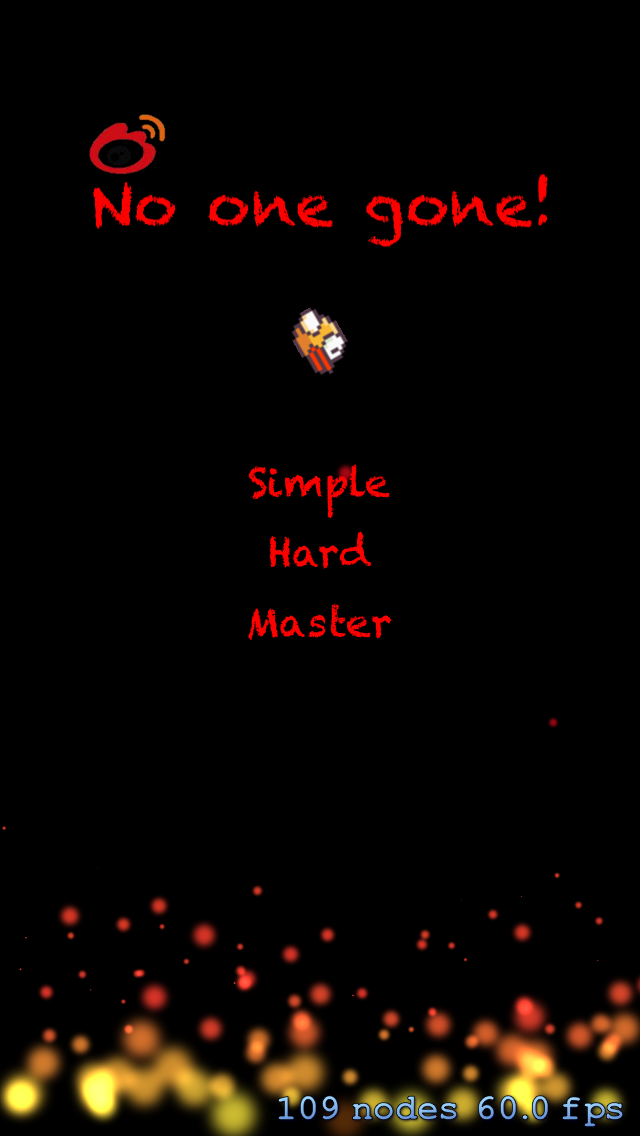 No one gone!
Simple
Hard
Master
109 nodes 60.0 fps